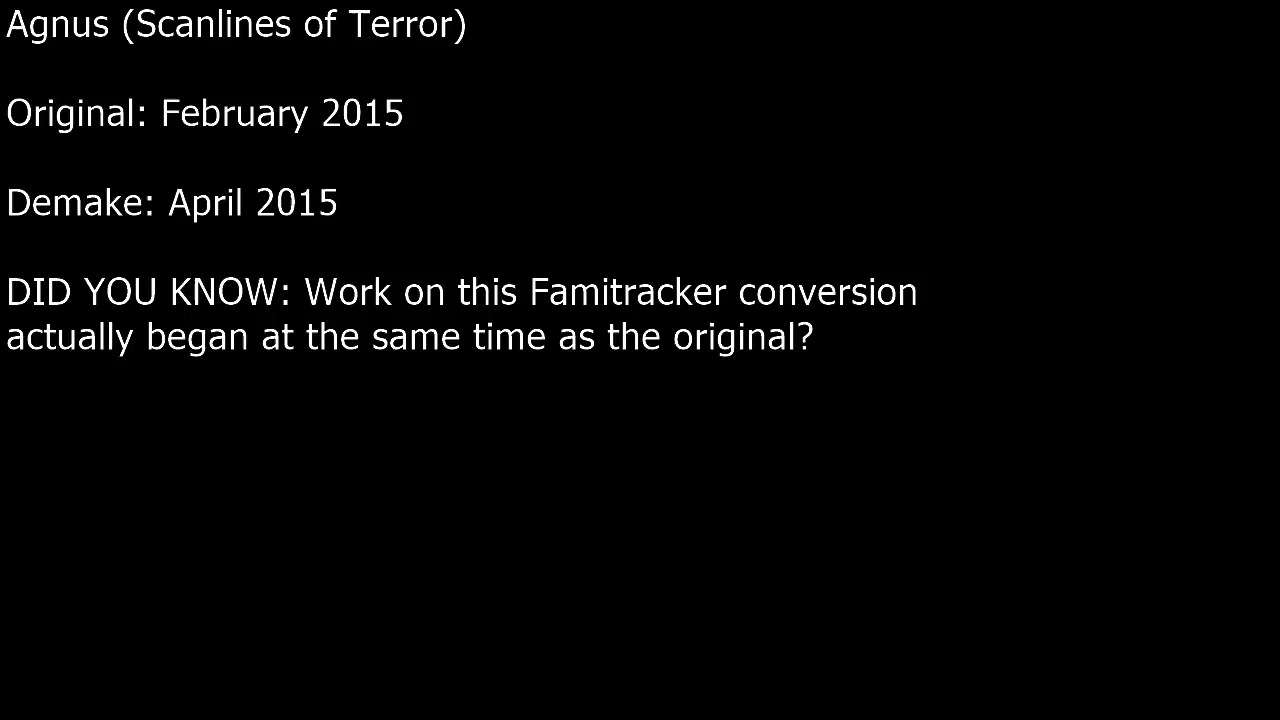 Agnus (Scanlines of Terror)
Original: February 2015
Demake: April 2015
DID YOU KNOW: Work on this Famitracker conversion
actually began at the same time as the original?